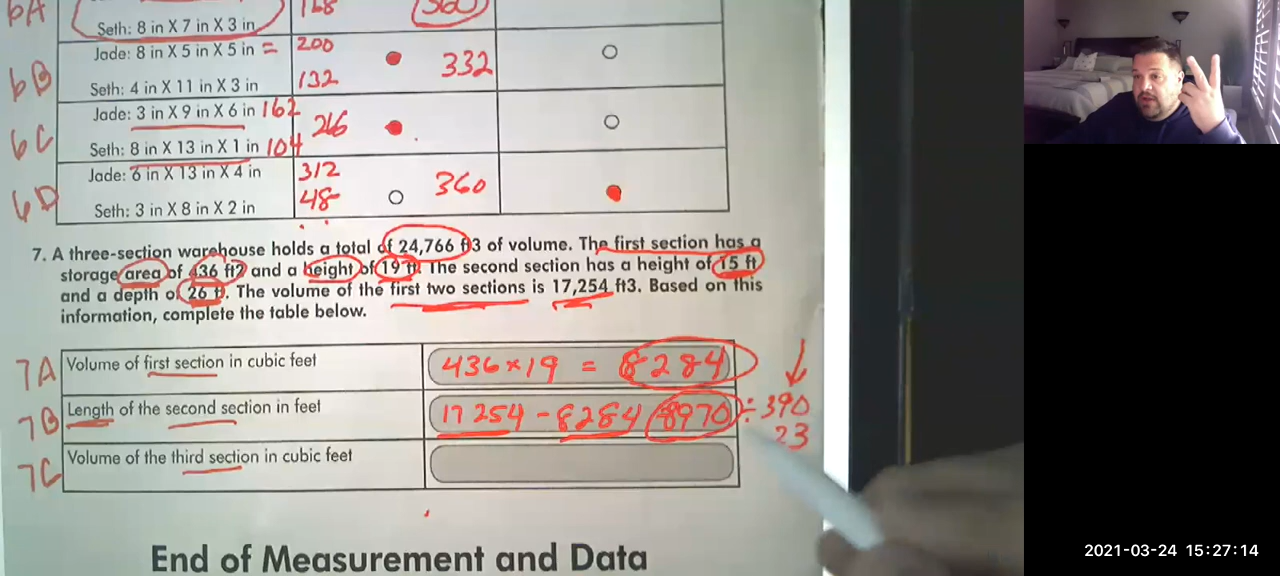 6A
168
360
Seth: 8 in X 7 in X 3 in
6B
Jade: 8 in X 5 in X 5 in = 200
332
Seth: 4 in X 11 in X 3 in 132
6C
Jade: 3 in X 9 in X 6 in 162
266
Seth: 8 in X 13 in X 1 in 104
6D
Jade: 6 in X 13 in X 4 in 312
360
Seth: 3 in X 8 in X 2 in 48
7. A three-section warehouse holds a total of 24,766 ft3 of volume. The first section has a
storage area of 436 ft2 and a height of 19 ft. The second section has a height of 15 ft
and a depth of 26 ft. The volume of the first two sections is 17,254 ft3. Based on this
information, complete the table below.
7A Volume of first section in cubic feet 436 × 19 = 8284
7B Length of the second section in feet 17254 - 8284 8970 ÷ 390
23
7C Volume of the third section in cubic feet
End of Measurement and Data
2021-03-24 15:27:14